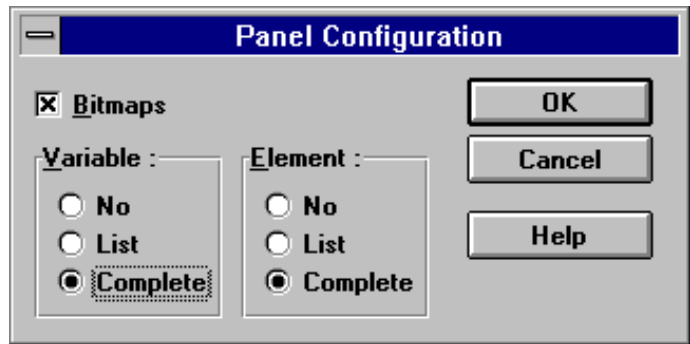 Panel Configuration
Bitmaps
OK
Variable :
Element :
Cancel
No
No
List
List
Help
Complete
Complete